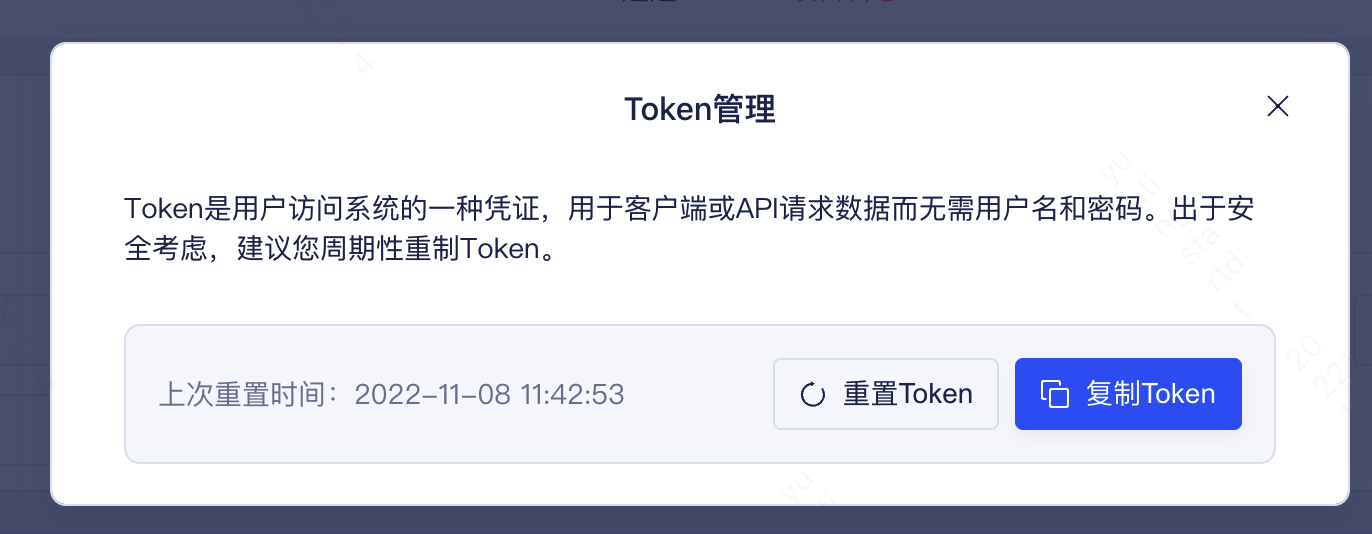 Token管理
Token是用户访问系统的一种凭证，用于客户端或API请求数据而无需用户名和密码。出于安
全考虑，建议您周期性重制Token。
上次重置时间：2022-11-08 11:42:53
重置Token
复制Token